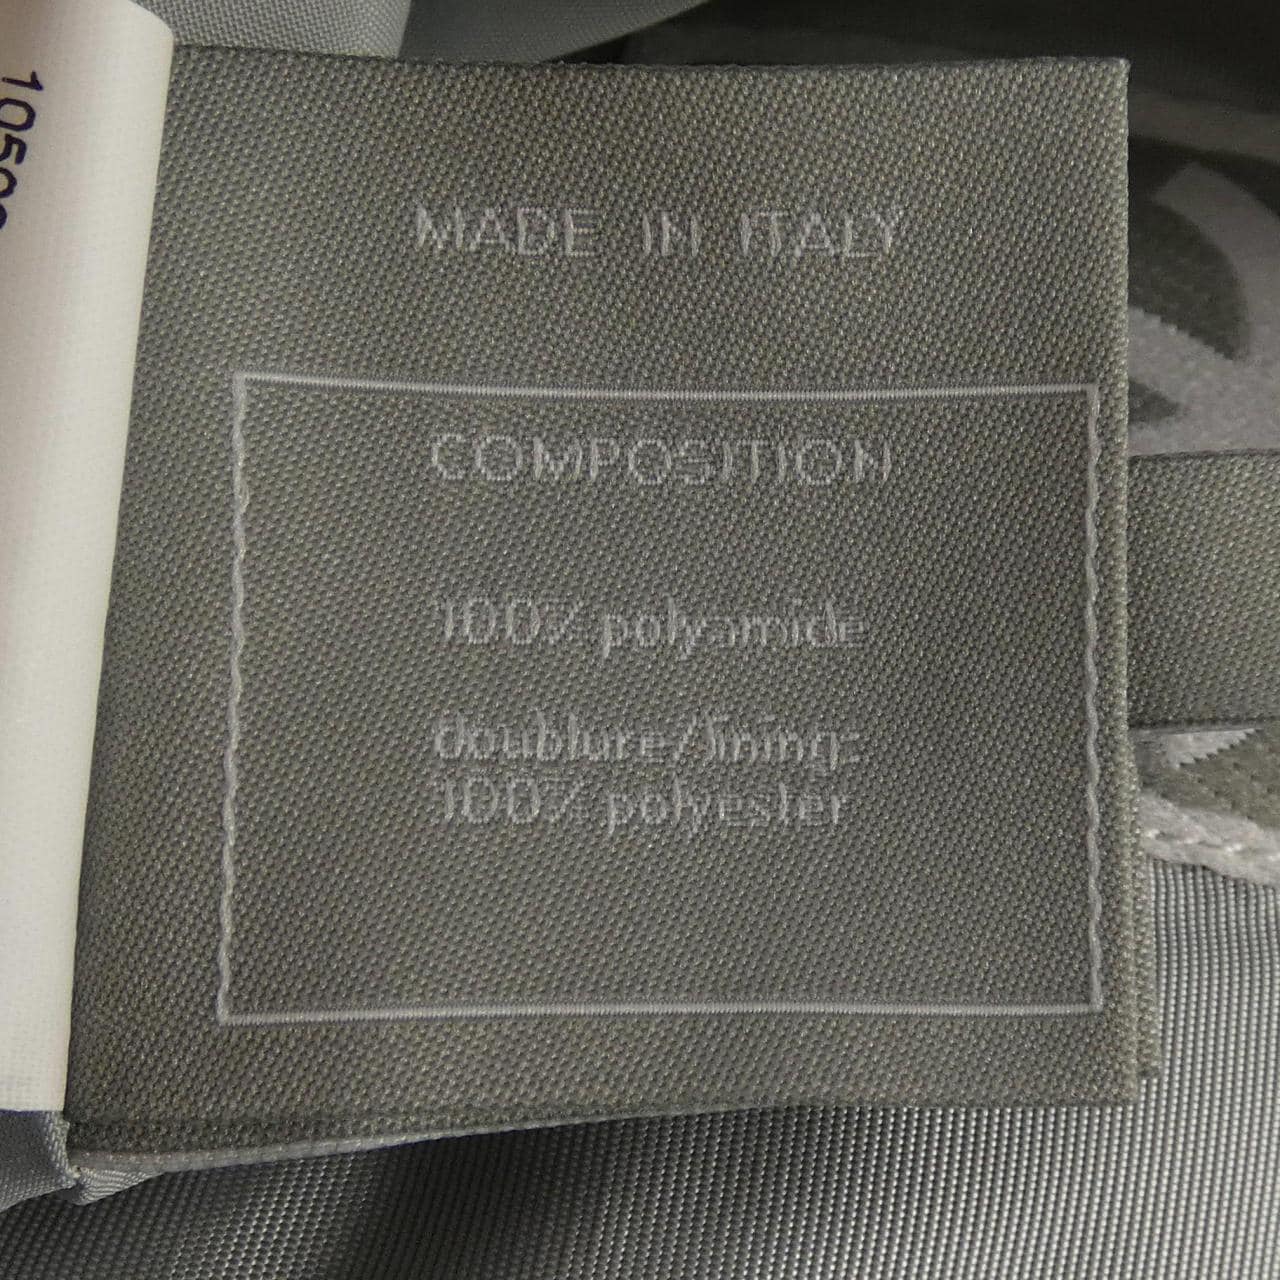 MADE IN ITALY
COMPOSITION
100% polyamide
doublure/lining:
100% polyester